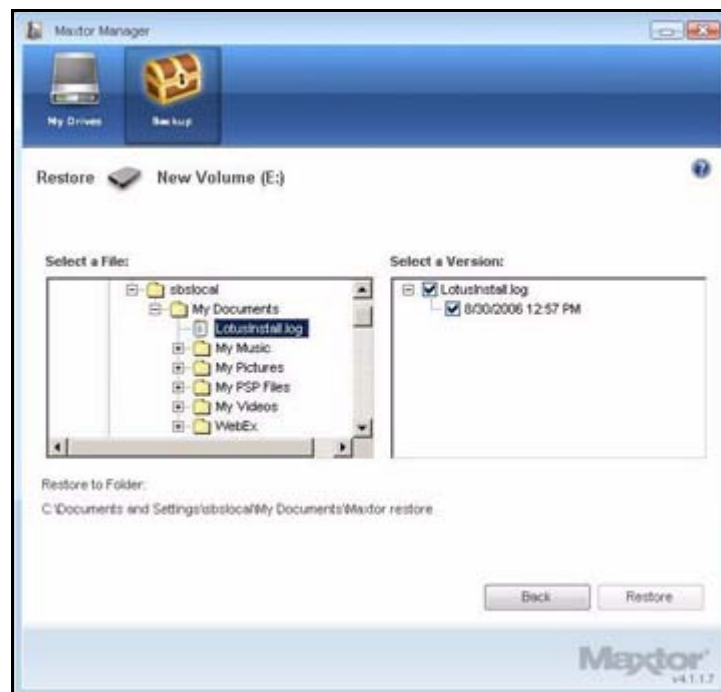 Maxtor Manager
My Drives
Backup
Restore New Volume (E:)
Select a File:
Select a Version:
sbslocal
My Documents
LotusInstall.log
My Music
My Pictures
My PSP Files
My Videos
WebEx
LotusInstall.log
8/30/2006 12:57 PM
Restore to Folder:
C:\Documents and Settings\sbslocal\My Documents\Maxtor restore
Back
Restore
Maxtor
v4.1.1.7